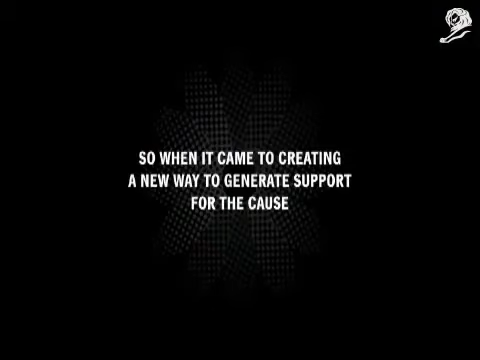 SO WHEN IT CAME TO CREATING
A NEW WAY TO GENERATE SUPPORT
FOR THE CAUSE